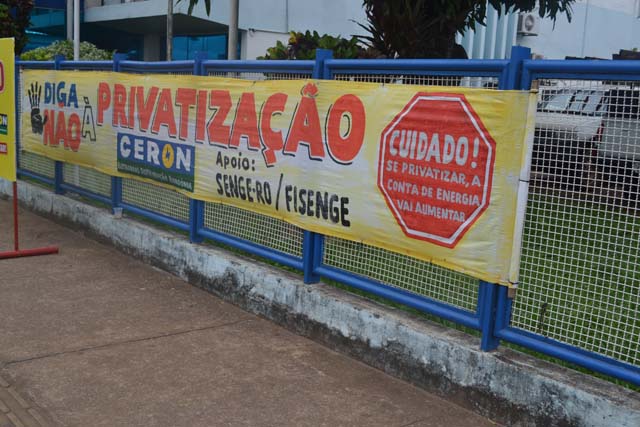 DIGA
NÃO À
PRIVATIZAÇÃO
CERON
Apoio:
SENGE-RO / FISENGE
CUIDADO!
SE PRIVATIZAR, A
CONTA DE ENERGIA
VAI AUMENTAR